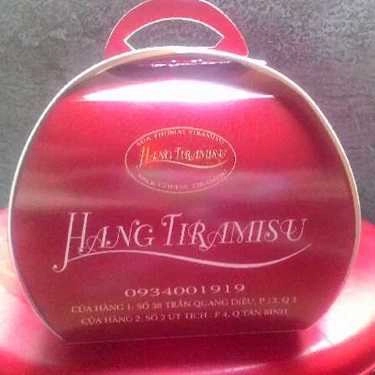 HANG TIRAMISU
HANG TIRAMISU
0934001919
CỬA HÀNG 1: SỐ 38 TRẦN QUANG DIỆU, P 13, Q 3
CỬA HÀNG 2: SỐ 2 ÚT TỊCH, P 4, Q TÂN BÌNH